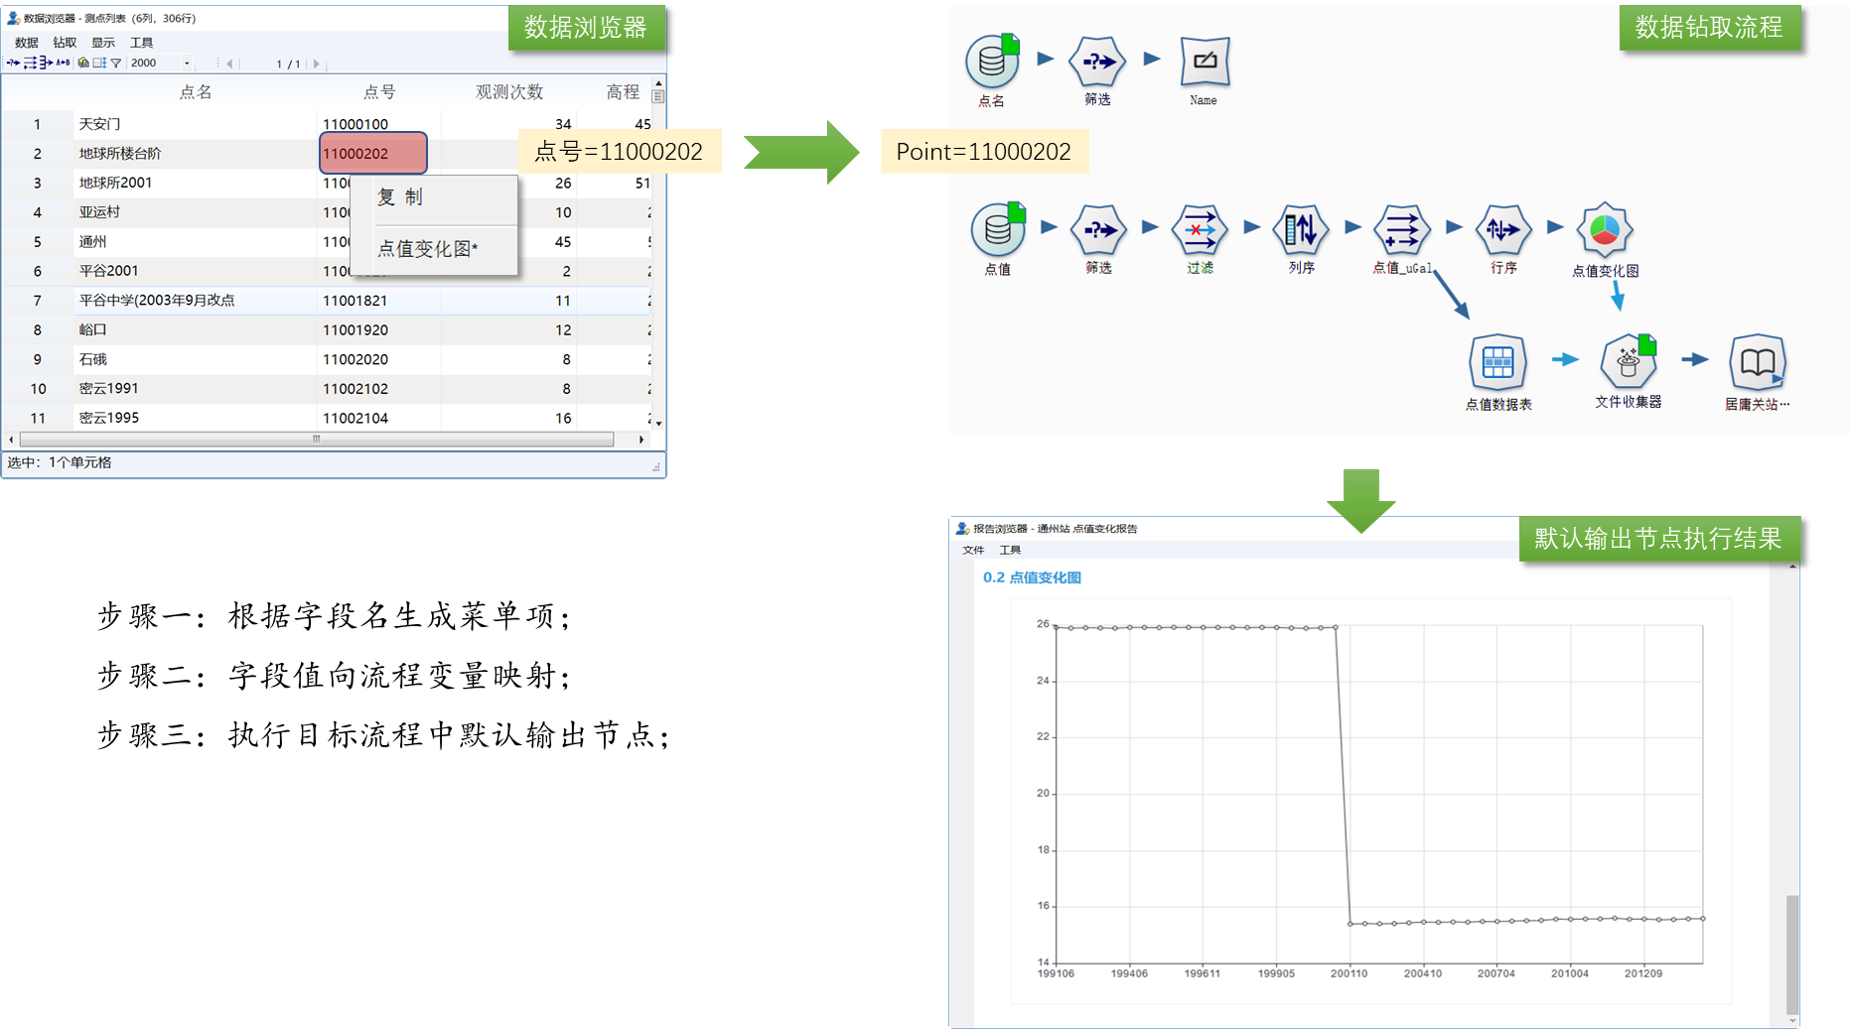 数据浏览器 - 测点列表 (6列, 306行)
数据浏览器
数据 钻取 显示 工具
2000 1 / 1
点名 点号 观测次数 高程
1 天安门 11000100 34 45
2 地球所楼台阶 11000202
3 地球所2001 110 26 51
4 亚运村 110 10 2
5 通州 110 45 5
6 平谷2001 2 2
7 平谷中学(2003年9月改点 11001821 11 2
8 峪口 11001920 12 2
9 石硪 11002020 8 2
10 密云1991 11002102 8 2
11 密云1995 11002104 16 2
选中: 1个单元格
复 制
点值变化图*
点号=11000202
Point=11000202
数据钻取流程
点名 筛选 Name
点值 筛选 过滤 列序 点值_uGal 行序 点值变化图
点值数据表 文件收集器 居庸关站…
步骤一：根据字段名生成菜单项；
步骤二：字段值向流程变量映射；
步骤三：执行目标流程中默认输出节点；
报告浏览器 - 通州站 点值变化报告
默认输出节点执行结果
文件 工具
0.2 点值变化图
26
24
22
20
18
16
14
199106 199406 199611 199905 200110 200410 200704 201004 201209